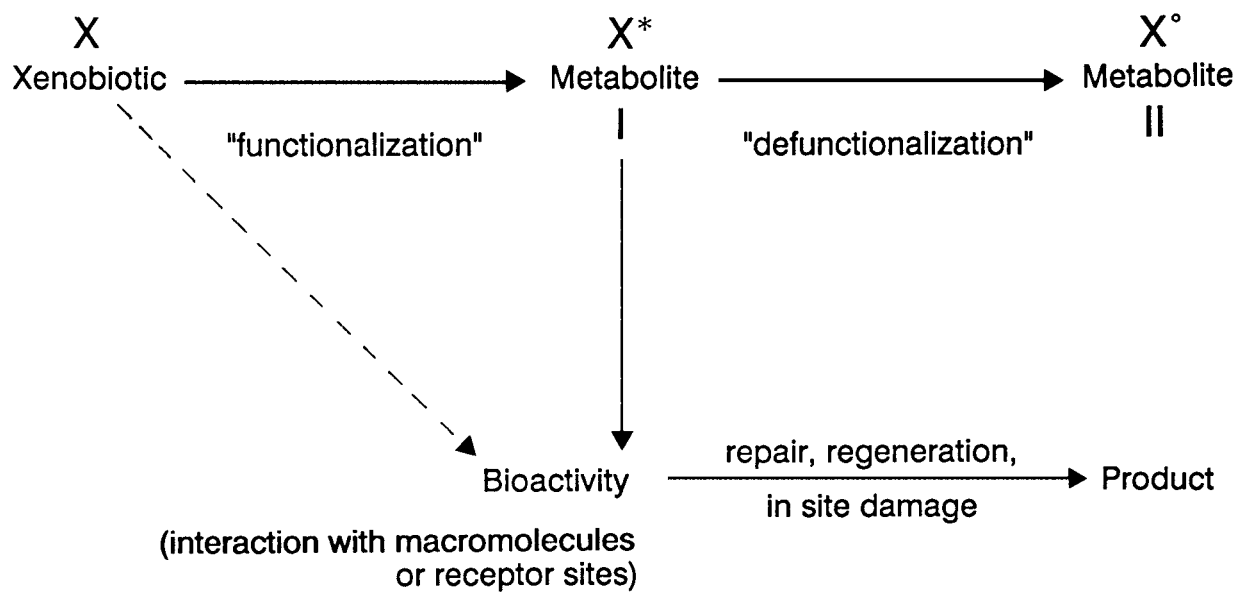 X
Xenobiotic
"functionalization"
X*
Metabolite
I
"defunctionalization"
X°
Metabolite
II
Bioactivity
(interaction with macromolecules
or receptor sites)
repair, regeneration,
in site damage
Product